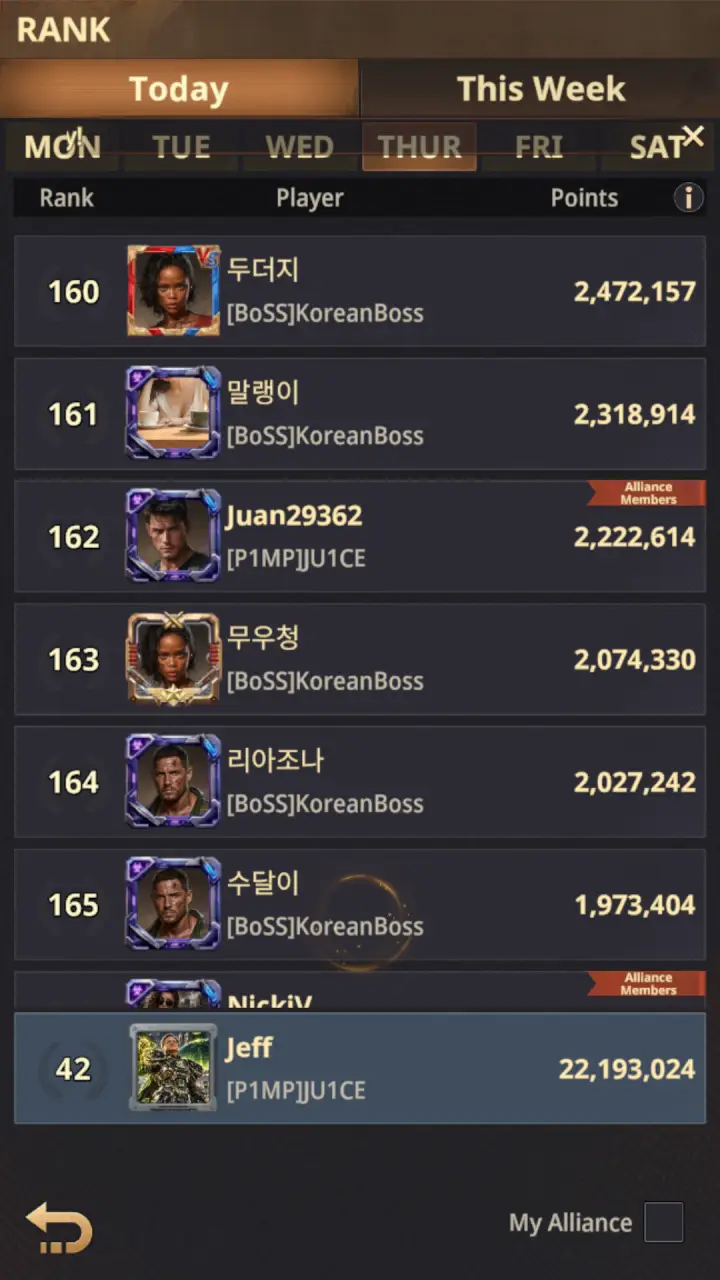 RANK
Today
This Week
MON
y!
TUE
WED
THUR
FRI
SAT
Rank
Player
Points
160
두더지
[BoSS]KoreanBoss
2,472,157
161
말랭이
[BoSS]KoreanBoss
2,318,914
Alliance
Members
162
Juan29362
[P1MP]JU1CE
2,222,614
163
무우청
[BoSS]KoreanBoss
2,074,330
164
리아조나
[BoSS]KoreanBoss
2,027,242
165
수달이
[BoSS]KoreanBoss
1,973,404
Alliance
Members
NickiV
42
Jeff
[P1MP]JU1CE
22,193,024
My Alliance